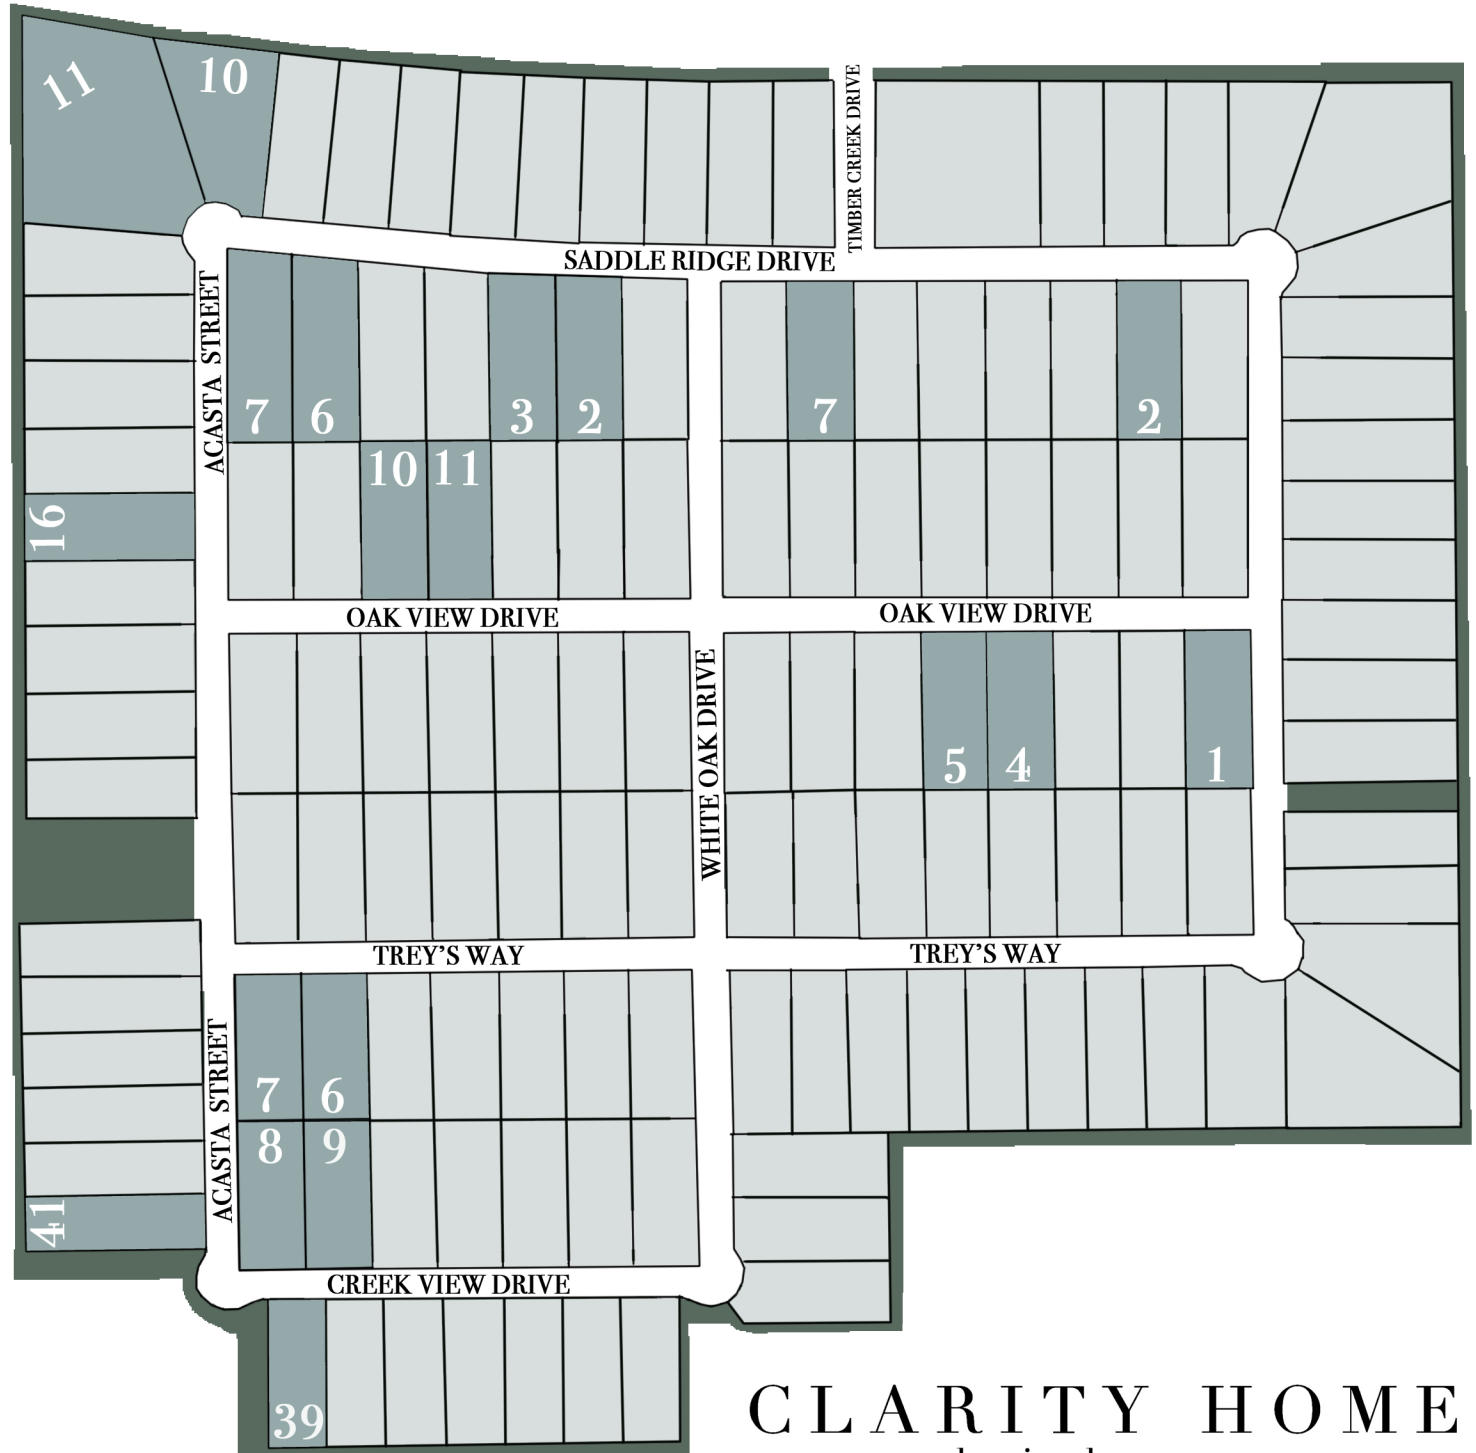 11
10
TIMBER CREEK DRIVE
SADDLE RIDGE DRIVE
ACASTA STREET
7
6
3
2
7
2
10
11
16
OAK VIEW DRIVE
OAK VIEW DRIVE
WHITE OAK DRIVE
5
4
1
TREY'S WAY
TREY'S WAY
ACASTA STREET
7
6
8
9
41
CREEK VIEW DRIVE
39
CLARITY HOME